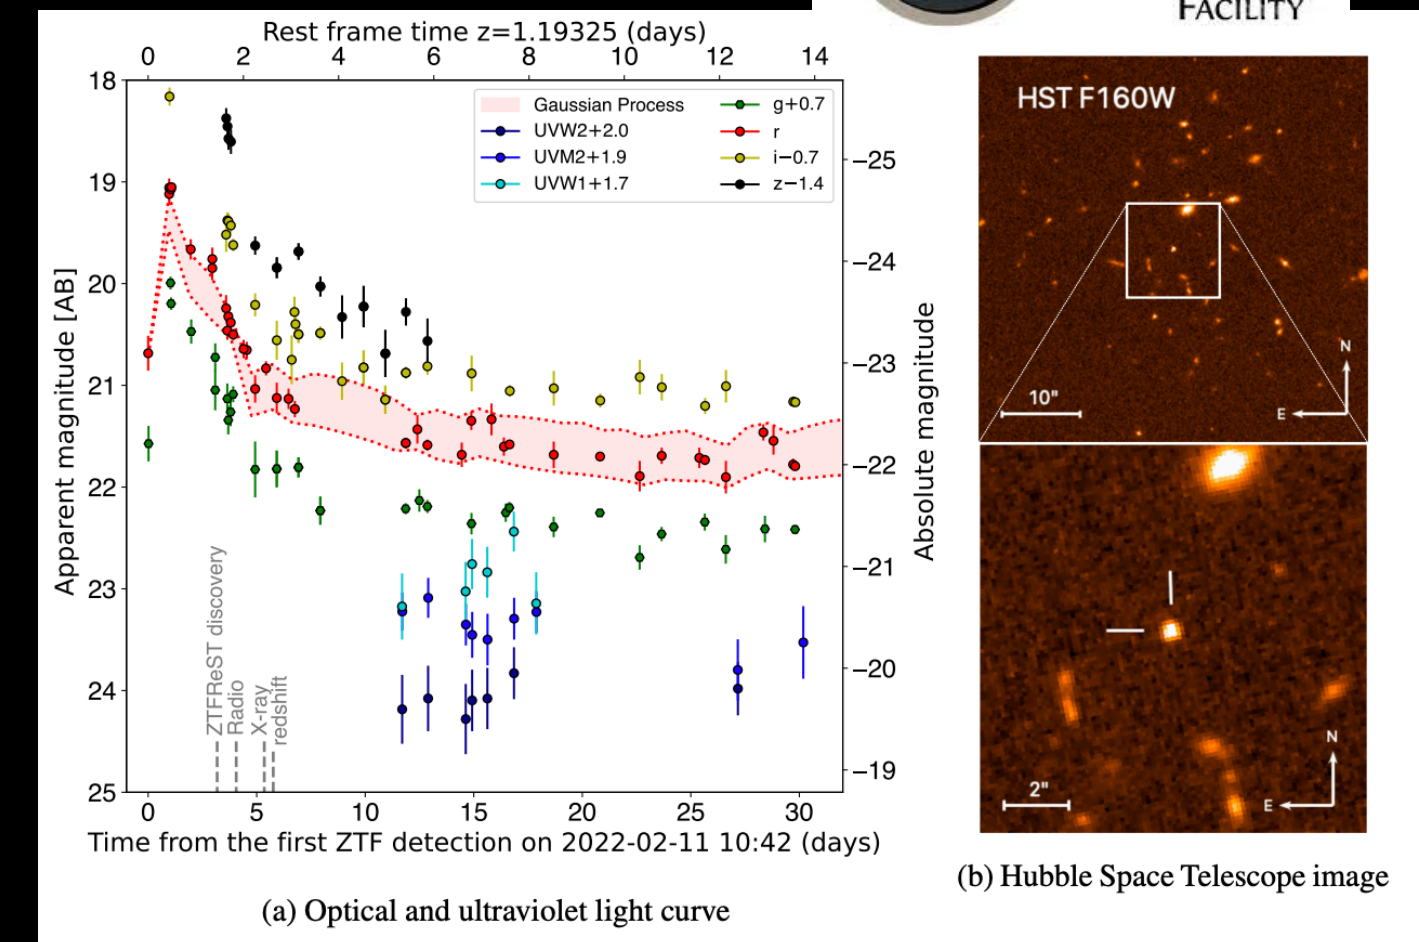 FACILITY
Rest frame time z=1.19325 (days)
0 2 4 6 8 10 12 14
18
19
20
21
22
23
24
25
Apparent magnitude [AB]
Gaussian Process
UVW2+2.0
UVM2+1.9
UVW1+1.7
g+0.7
r
i−0.7
z−1.4
−25
−24
−23
−22
−21
−20
−19
Absolute magnitude
ZTFReST discovery
Radio
X-ray
redshift
0 5 10 15 20 25 30
Time from the first ZTF detection on 2022-02-11 10:42 (days)
(a) Optical and ultraviolet light curve
HST F160W
10"
N
E
2"
N
E
(b) Hubble Space Telescope image